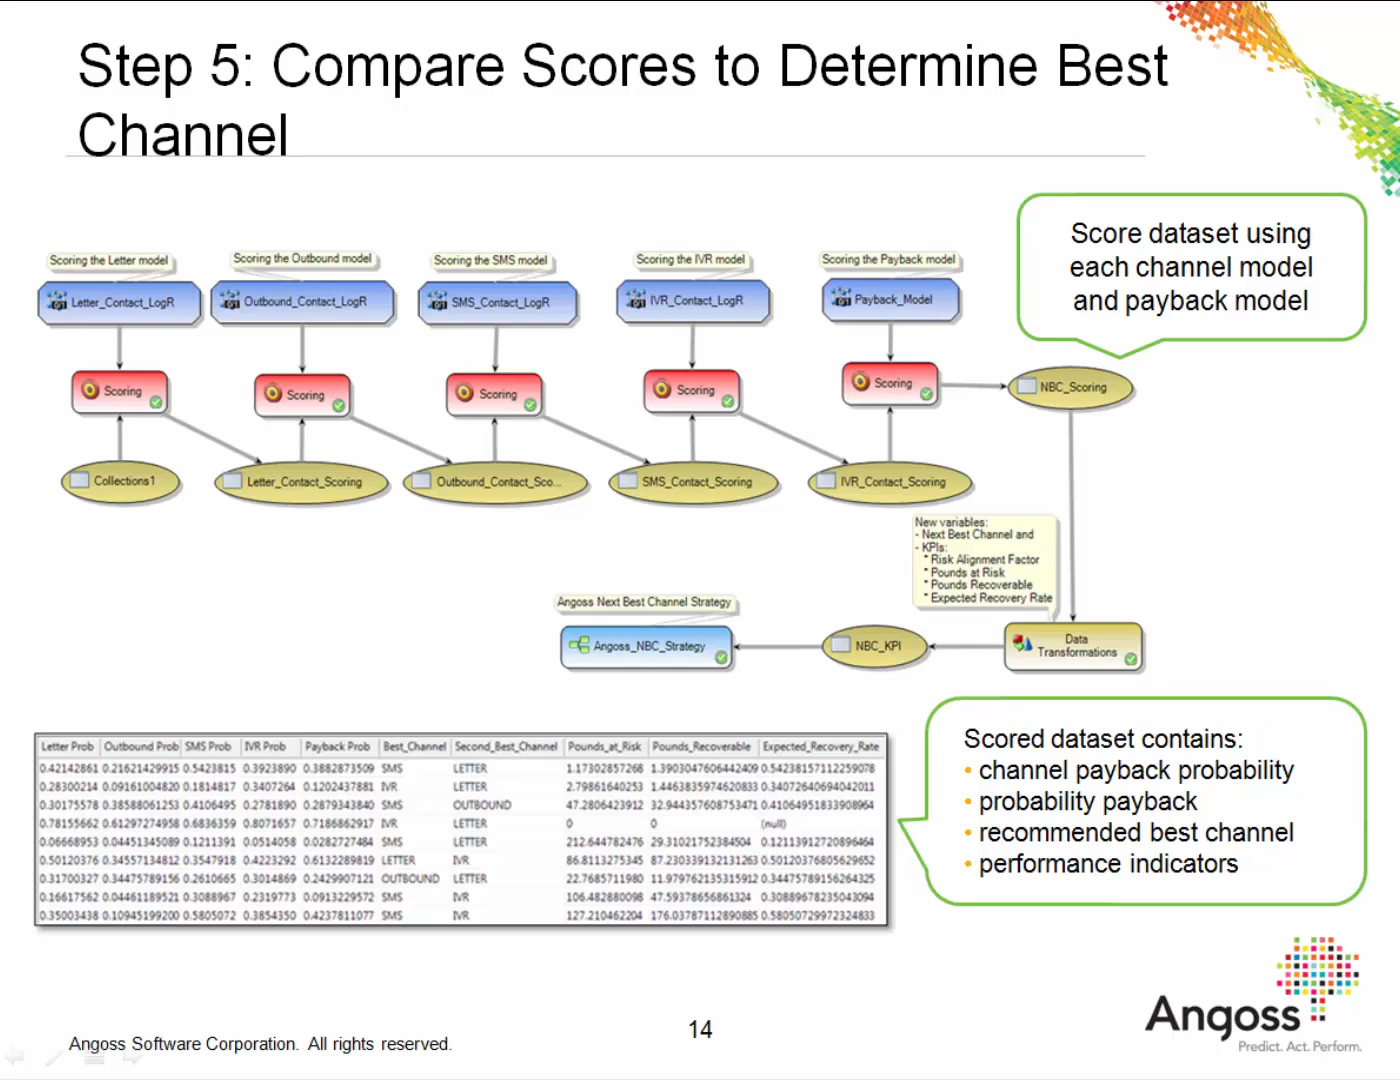 Step 5: Compare Scores to Determine Best
Channel
Score dataset using
each channel model
and payback model
Scoring the Letter model
Scoring the Outbound model
Scoring the SMS model
Scoring the IVR model
Scoring the Payback model
Letter_Contact_LogR
Outbound_Contact_LogR
SMS_Contact_LogR
IVR_Contact_LogR
Payback_Model
Scoring
Scoring
Scoring
Scoring
Scoring
NBC_Scoring
Collections1
Letter_Contact_Scoring
Outbound_Contact_Sco...
SMS_Contact_Scoring
IVR_Contact_Scoring
New variables:
- Next Best Channel and
- KPIs:
* Risk Alignment Factor
* Pounds at Risk
* Pounds Recoverable
* Expected Recovery Rate
Angoss Next Best Channel Strategy
Angoss_NBC_Strategy
NBC_KPI
Data
Transformations
Letter Prob Outbound Prob SMS Prob IVR Prob Payback Prob Best_Channel Second_Best_Channel Pounds_at_Risk Pounds_Recoverable Expected_Recovery_Rate
0.42142861 0.21621429915 0.5423815 0.3923890 0.3882873509 SMS LETTER 1.17302857268 1.3903047606442409 0.54238157112259078
0.28300214 0.09161004820 0.1814817 0.3407264 0.1202437881 IVR LETTER 2.79861640253 1.4463835974620833 0.34072640694042011
0.30175578 0.38588061253 0.4106495 0.2781890 0.2879343840 SMS OUTBOUND 47.2806423912 32.944357608753471 0.41064951833908964
0.78155662 0.61297274958 0.6836359 0.8071657 0.7186862917 IVR LETTER 0 0 (null)
0.06668953 0.04451345089 0.1211391 0.0514058 0.0282727484 SMS LETTER 212.644782476 29.31021752384504 0.12113912720896464
0.50120376 0.34557134812 0.3547918 0.4223292 0.6132289819 LETTER IVR 86.8113275345 87.230339132131263 0.50120376805629652
0.31700327 0.34475789156 0.2610665 0.3014869 0.2429907121 OUTBOUND LETTER 22.7685711980 11.979762135315912 0.34475789156264325
0.16617562 0.04461189521 0.3088967 0.2319773 0.0913229572 SMS IVR 106.482880098 47.59378656861324 0.30889678235043094
0.35003438 0.10945199200 0.5805072 0.3854350 0.4237811077 SMS IVR 127.210462204 176.03787112890885 0.58050729972324833
Scored dataset contains:
• channel payback probability
• probability payback
• recommended best channel
• performance indicators
Angoss
Predict. Act. Perform.
14
Angoss Software Corporation. All rights reserved.